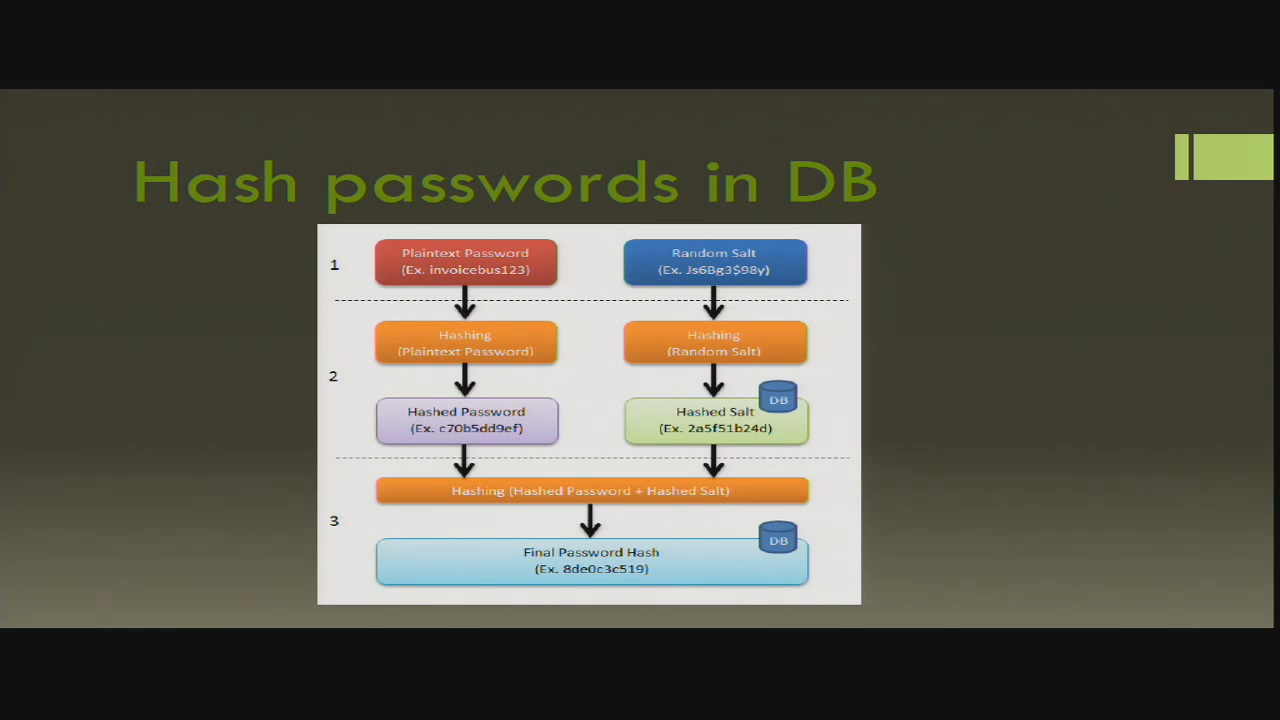 Hash passwords in DB
1
Plaintext Password
(Ex. invoicebus123)
Random Salt
(Ex. Js6Bg3$98y)
Hashing
(Plaintext Password)
Hashing
(Random Salt)
2
Hashed Password
(Ex. c70b5dd9ef)
Hashed Salt
(Ex. 2a5f51b24d)
DB
Hashing (Hashed Password + Hashed Salt)
3
Final Password Hash
(Ex. 8de0c3c519)
DB